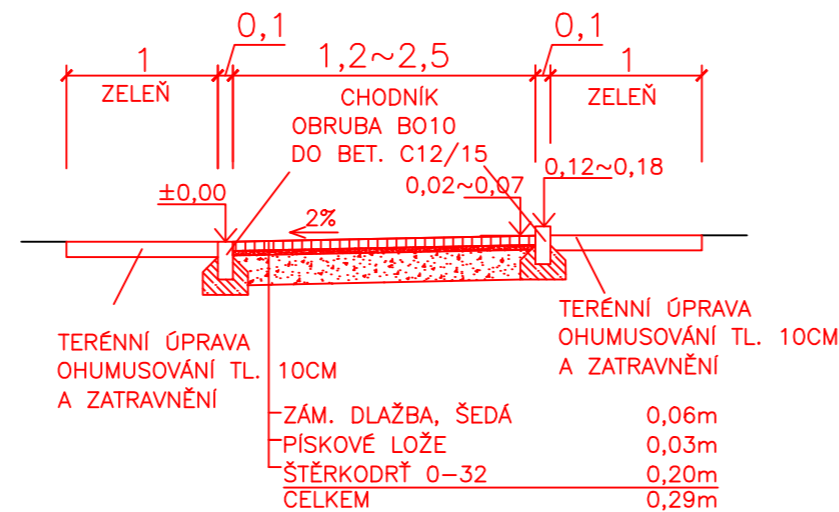 0,1
0,1
1
1,2~2,5
1
ZELEŇ
CHODNÍK
ZELEŇ
OBRUBA BO10
DO BET. C12/15
±0,00
2%
0,02~0,07
0,12~0,18
TERÉNNÍ ÚPRAVA
OHUMUSOVÁNÍ TL. 10CM
A ZATRAVNĚNÍ
TERÉNNÍ ÚPRAVA
OHUMUSOVÁNÍ TL. 10CM
A ZATRAVNĚNÍ
ZÁM. DLAŽBA, ŠEDÁ 0,06m
PÍSKOVÉ LOŽE 0,03m
ŠTĚRKODRŤ 0-32 0,20m
CELKEM 0,29m